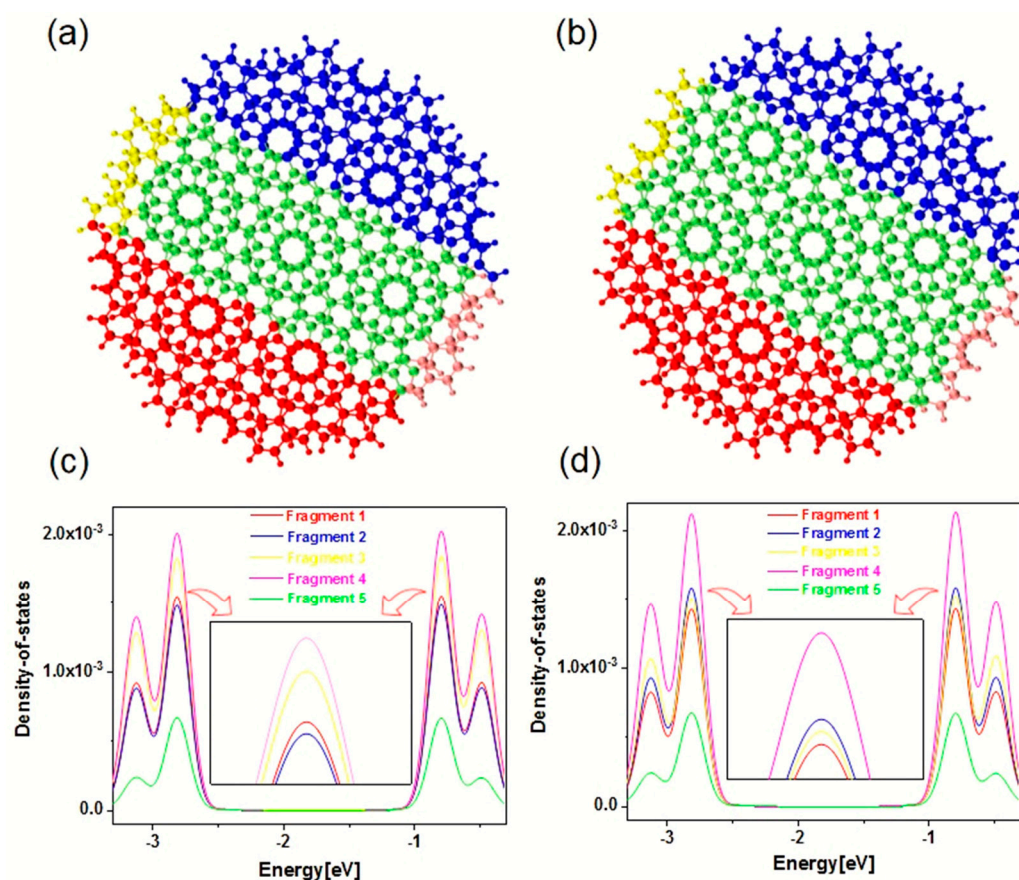 (a)
(b)
(c)
Fragment 1
Fragment 2
Fragment 3
Fragment 4
Fragment 5
2.0x10⁻³
1.0x10⁻³
0.0
Density-of-states
-3
-2
-1
Energy[eV]
(d)
Fragment 1
Fragment 2
Fragment 3
Fragment 4
Fragment 5
2.0x10⁻³
1.0x10⁻³
0.0
Density-of-states
-3
-2
-1
Energy[eV]